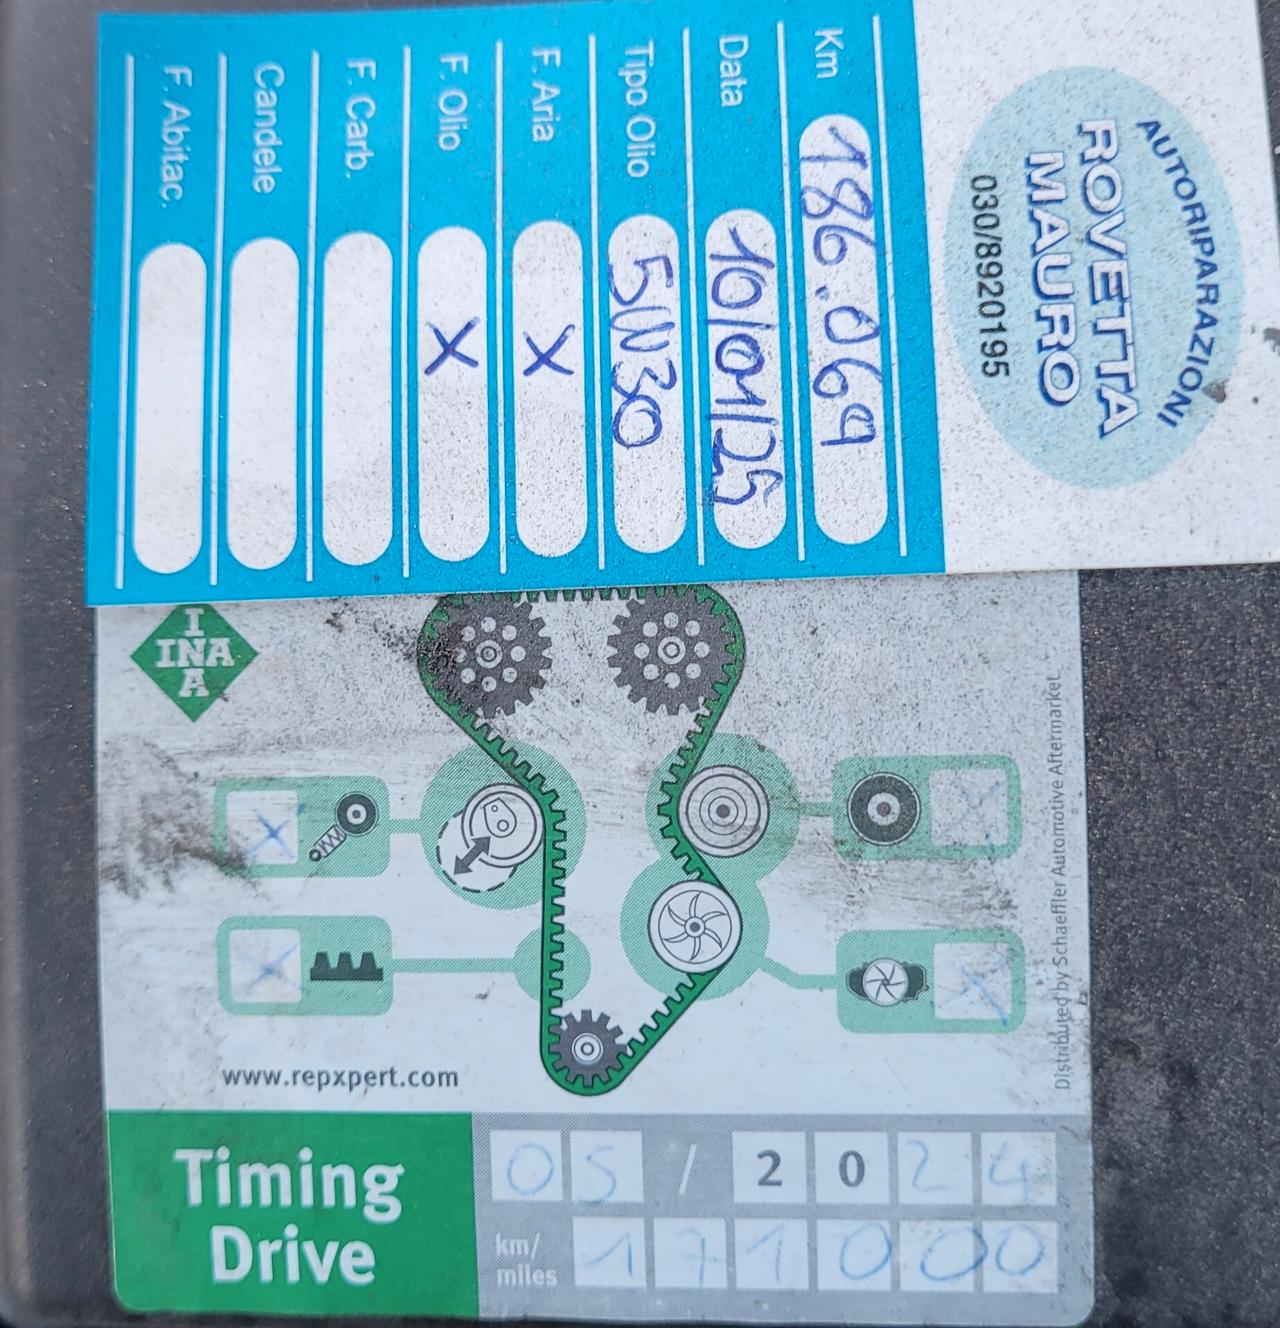 AUTORIPARAZIONI
ROVETTA
MAURO
030/8920195
Km 186.069
Data 10/01/25
Tipo Olio 5W30
F. Aria X
F. Olio X
F. Carb.
Candele
F. Abitac.
I
INA
A
X
X
X
X
www.repxpert.com
Distributed by Schaeffler Automotive Aftermarket
Timing
Drive
05 / 2024
km/
miles 171000